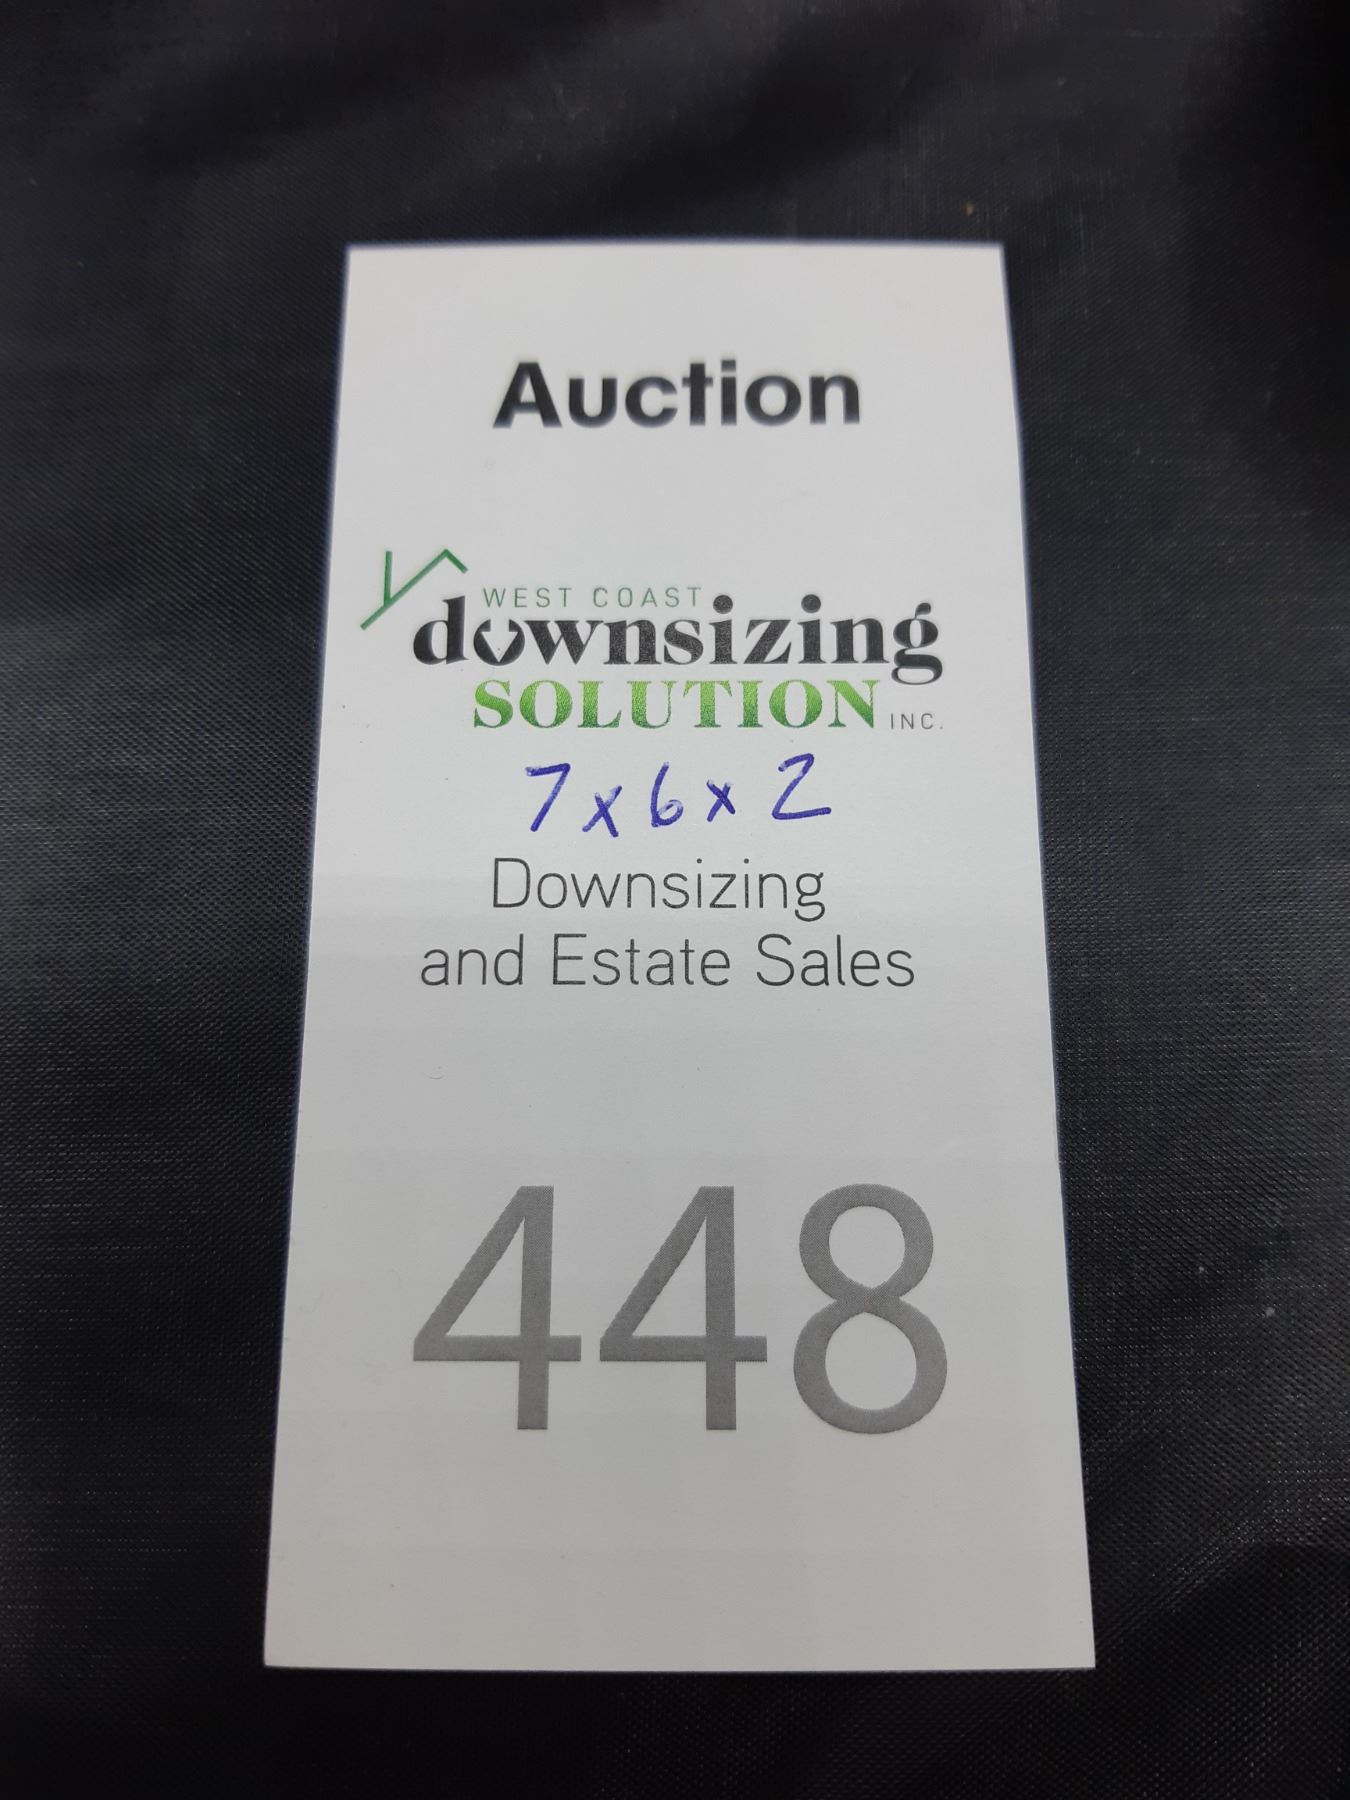 Auction
WEST COAST
downsizing
SOLUTION INC.
7x6x2
Downsizing
and Estate Sales
448